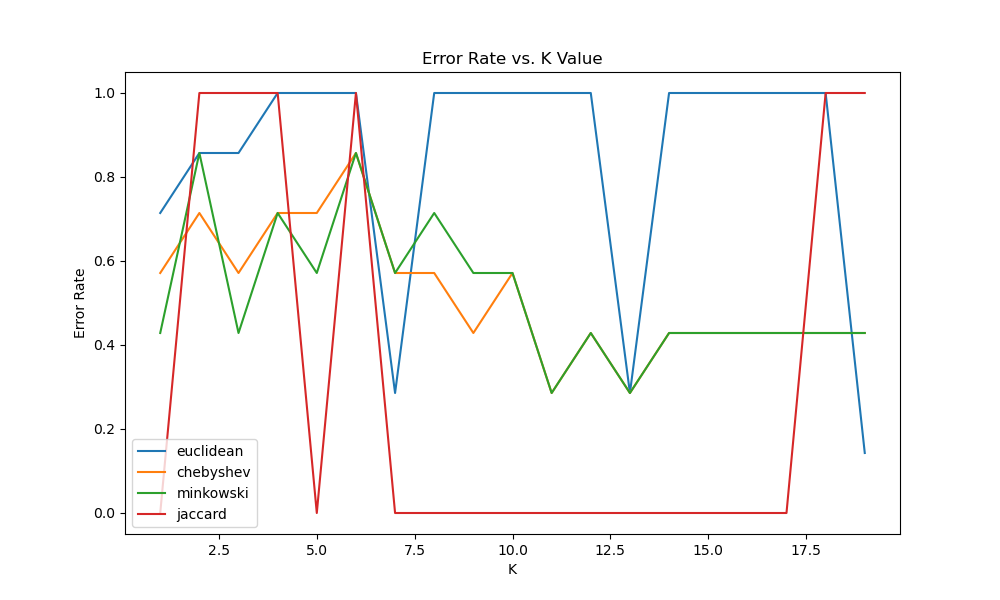 Error Rate vs. K Value
Error Rate
1.0
0.8
0.6
0.4
0.2
0.0
euclidean
chebyshev
minkowski
jaccard
2.5 5.0 7.5 10.0 12.5 15.0 17.5
K